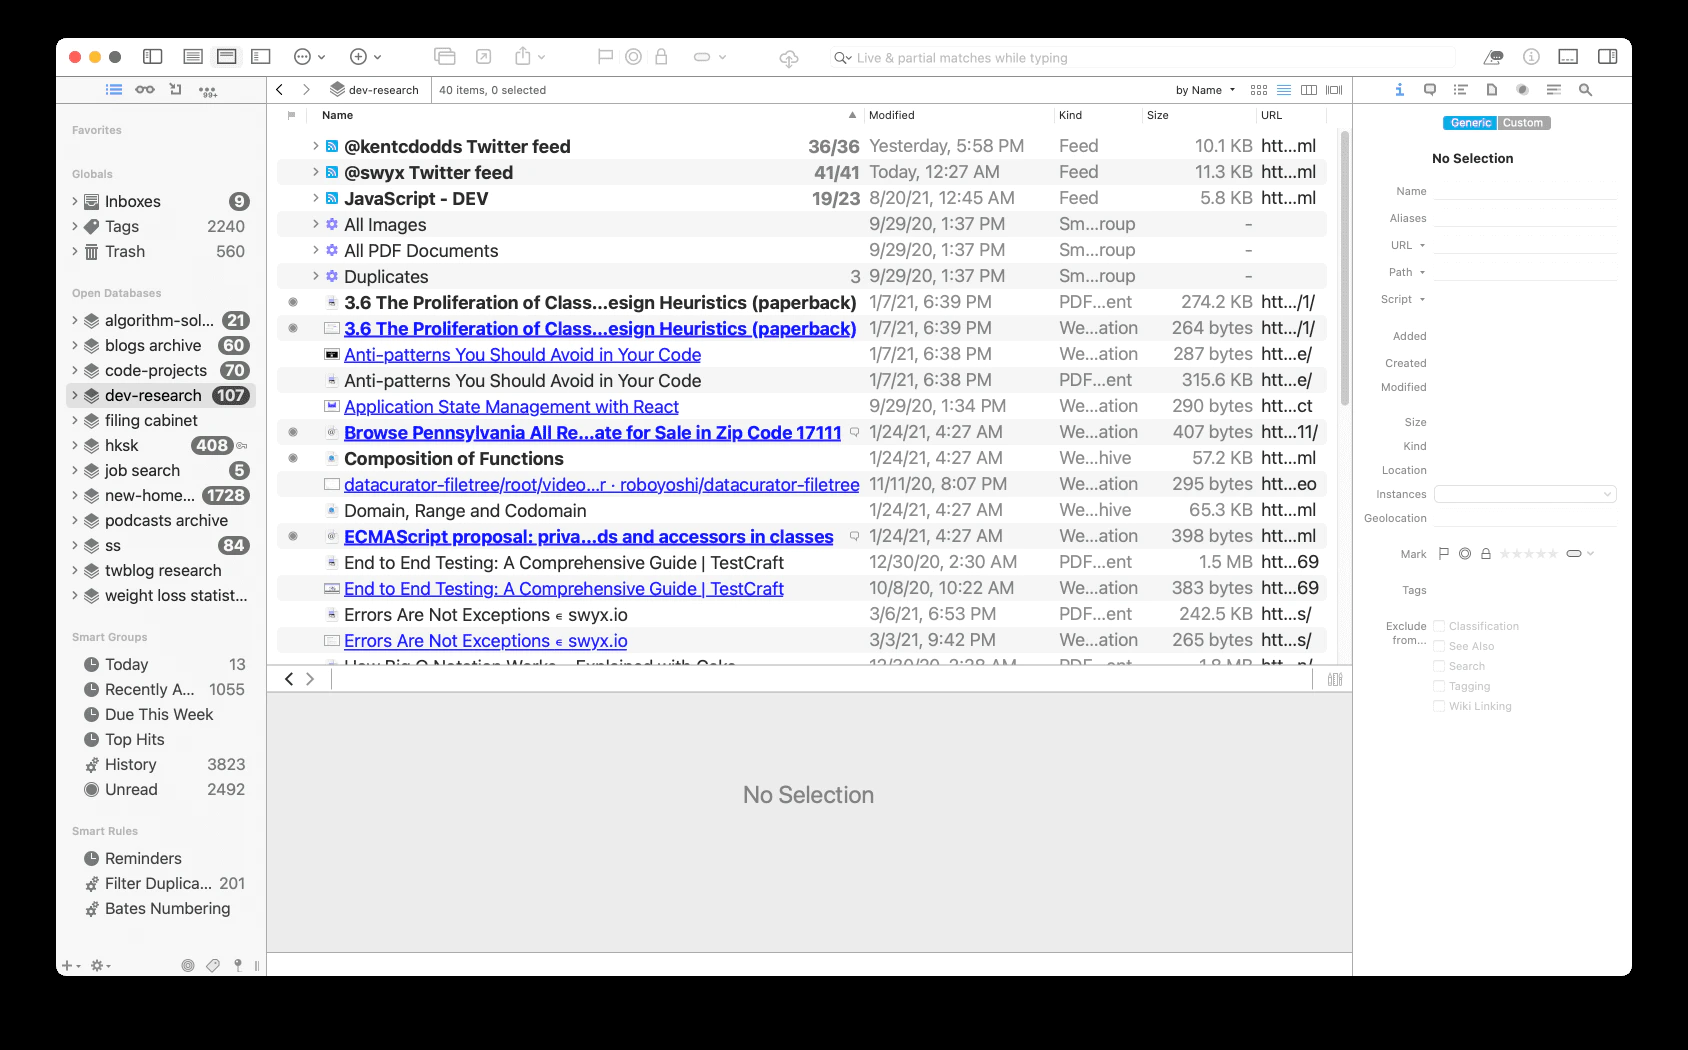 Live & partial matches while typing
99+
dev-research
40 items, 0 selected
by Name
Favorites
Globals
Inboxes 9
Tags 2240
Trash 560
Open Databases
algorithm-sol... 21
blogs archive 60
code-projects 70
dev-research 107
filing cabinet
hksk 408
job search 5
new-home... 1728
podcasts archive
ss 84
twblog research
weight loss statist...
Smart Groups
Today 13
Recently A... 1055
Due This Week
Top Hits
History 3823
Unread 2492
Smart Rules
Reminders
Filter Duplica... 201
Bates Numbering
Name Modified Kind Size URL
@kentcdodds Twitter feed 36/36 Yesterday, 5:58 PM Feed 10.1 KB htt...ml
@swyx Twitter feed 41/41 Today, 12:27 AM Feed 11.3 KB htt...ml
JavaScript - DEV 19/23 8/20/21, 12:45 AM Feed 5.8 KB htt...ml
All Images 9/29/20, 1:37 PM Sm...roup -
All PDF Documents 9/29/20, 1:37 PM Sm...roup -
Duplicates 3 9/29/20, 1:37 PM Sm...roup -
3.6 The Proliferation of Class...esign Heuristics (paperback) 1/7/21, 6:39 PM PDF...ent 274.2 KB htt.../1/
3.6 The Proliferation of Class...esign Heuristics (paperback) 1/7/21, 6:39 PM We...ation 264 bytes htt.../1/
Anti-patterns You Should Avoid in Your Code 1/7/21, 6:38 PM We...ation 287 bytes htt...e/
Anti-patterns You Should Avoid in Your Code 1/7/21, 6:38 PM PDF...ent 315.6 KB htt...e/
Application State Management with React 9/29/20, 1:34 PM We...ation 290 bytes htt...ct
Browse Pennsylvania All Re...ate for Sale in Zip Code 17111 1/24/21, 4:27 AM We...ation 407 bytes htt...11/
Composition of Functions 1/24/21, 4:27 AM We...hive 57.2 KB htt...ml
datacurator-filetree/root/video...r · roboyoshi/datacurator-filetree 11/11/20, 8:07 PM We...ation 295 bytes htt...eo
Domain, Range and Codomain 1/24/21, 4:27 AM We...hive 65.3 KB htt...ml
ECMAScript proposal: priva...ds and accessors in classes 1/24/21, 4:27 AM We...ation 398 bytes htt...ml
End to End Testing: A Comprehensive Guide | TestCraft 12/30/20, 2:30 AM PDF...ent 1.5 MB htt...69
End to End Testing: A Comprehensive Guide | TestCraft 10/8/20, 10:22 AM We...ation 383 bytes htt...69
Errors Are Not Exceptions ∊ swyx.io 3/6/21, 6:53 PM PDF...ent 242.5 KB htt...s/
Errors Are Not Exceptions ∊ swyx.io 3/3/21, 9:42 PM We...ation 265 bytes htt...s/
No Selection
Generic Custom
No Selection
Name
Aliases
URL
Path
Script
Added
Created
Modified
Size
Kind
Location
Instances
Geolocation
Mark
Tags
Exclude from...
Classification
See Also
Search
Tagging
Wiki Linking